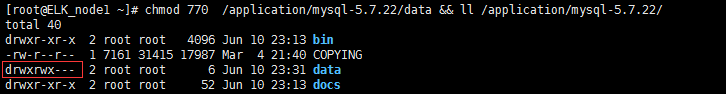 [root@ELK_node1 ~]# chmod 770  /application/mysql-5.7.22/data && ll /application/mysql-5.7.22/
total 40
drwxr-xr-x  2 root root   4096 Jun 10 23:13 bin
-rw-r--r--  1 7161 31415 17987 Mar  4 21:40 COPYING
drwxrwx---  2 root root      6 Jun 10 23:31 data
drwxr-xr-x  2 root root     52 Jun 10 23:13 docs